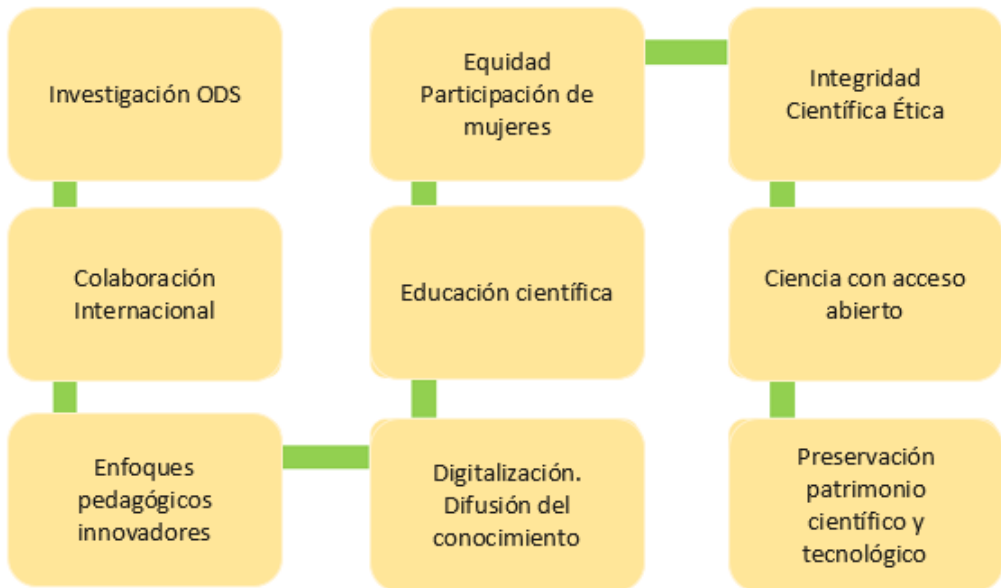 Investigación ODS
Colaboración
Internacional
Enfoques
pedagógicos
innovadores
Digitalización.
Difusión del
conocimiento
Educación científica
Equidad
Participación de
mujeres
Integridad
Científica Ética
Ciencia con acceso
abierto
Preservación
patrimonio
científico y
tecnológico